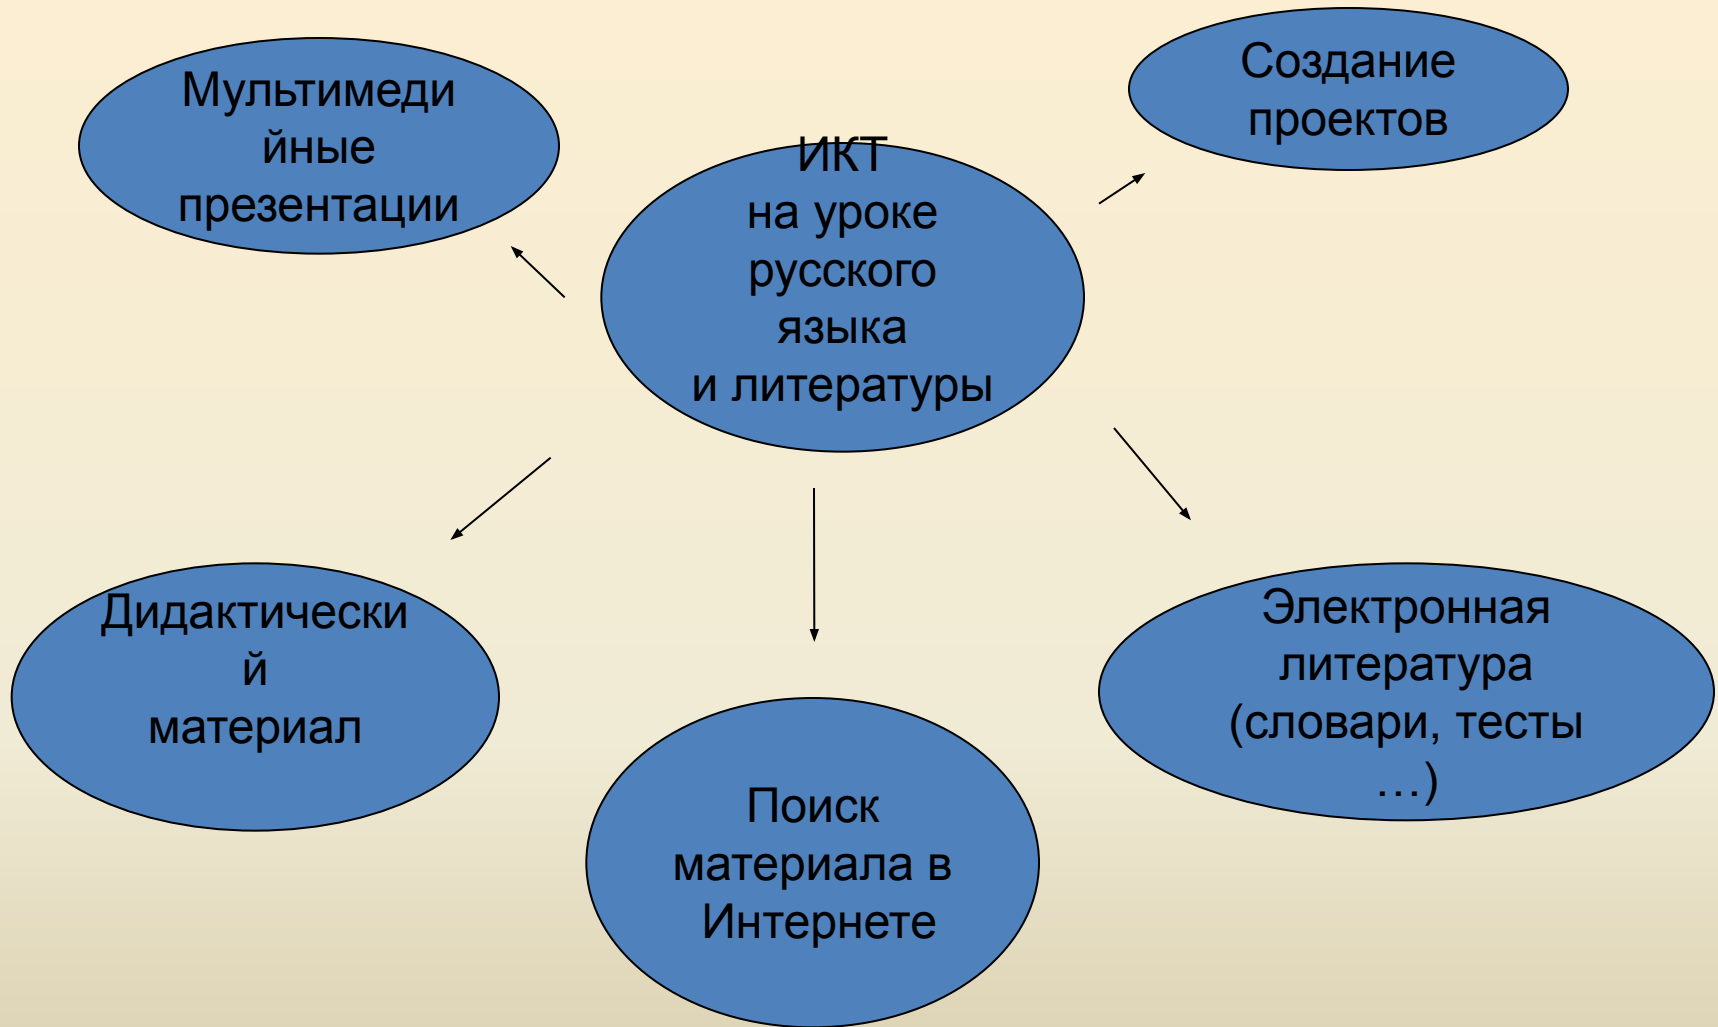 Мультимеди
йные
презентации
Создание
проектов
ИКТ
на уроке
русского
языка
и литературы
Дидактически
й
материал
Поиск
материала в
Интернете
Электронная
литература
(словари, тесты
…)